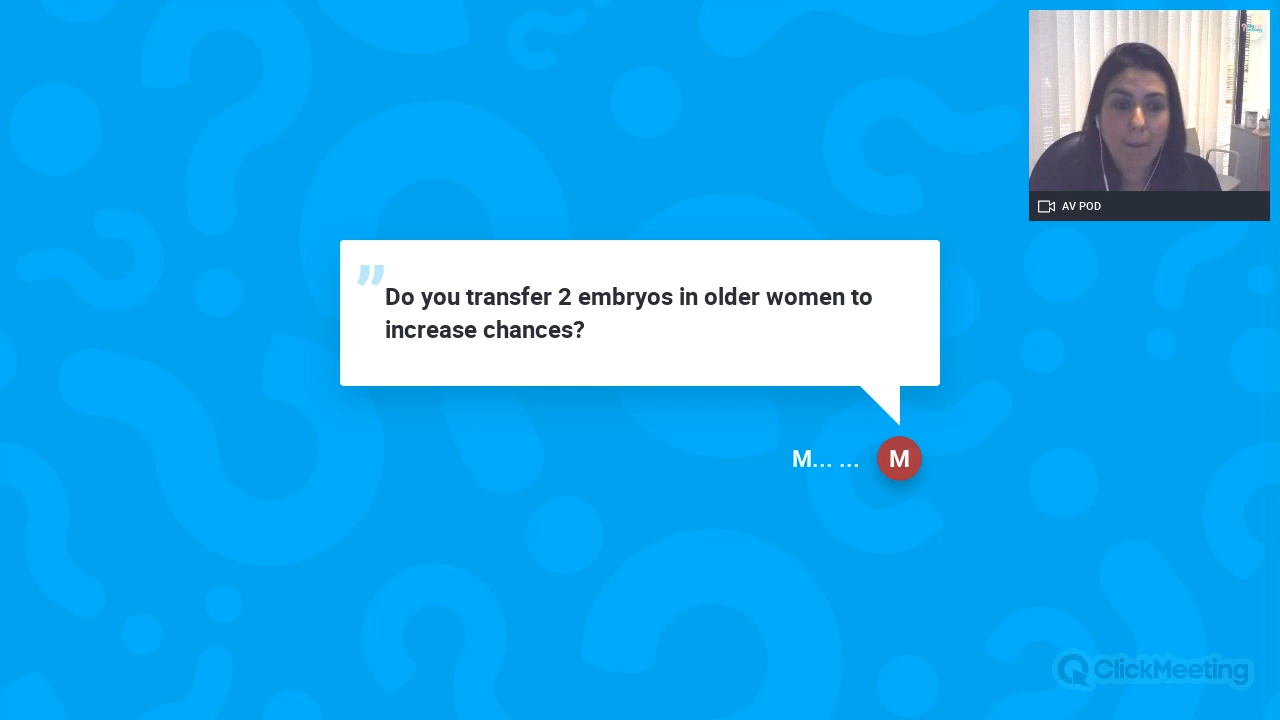 Do you transfer 2 embryos in older women to
increase chances?
M... ...
M
AV POD
ClickMeeting